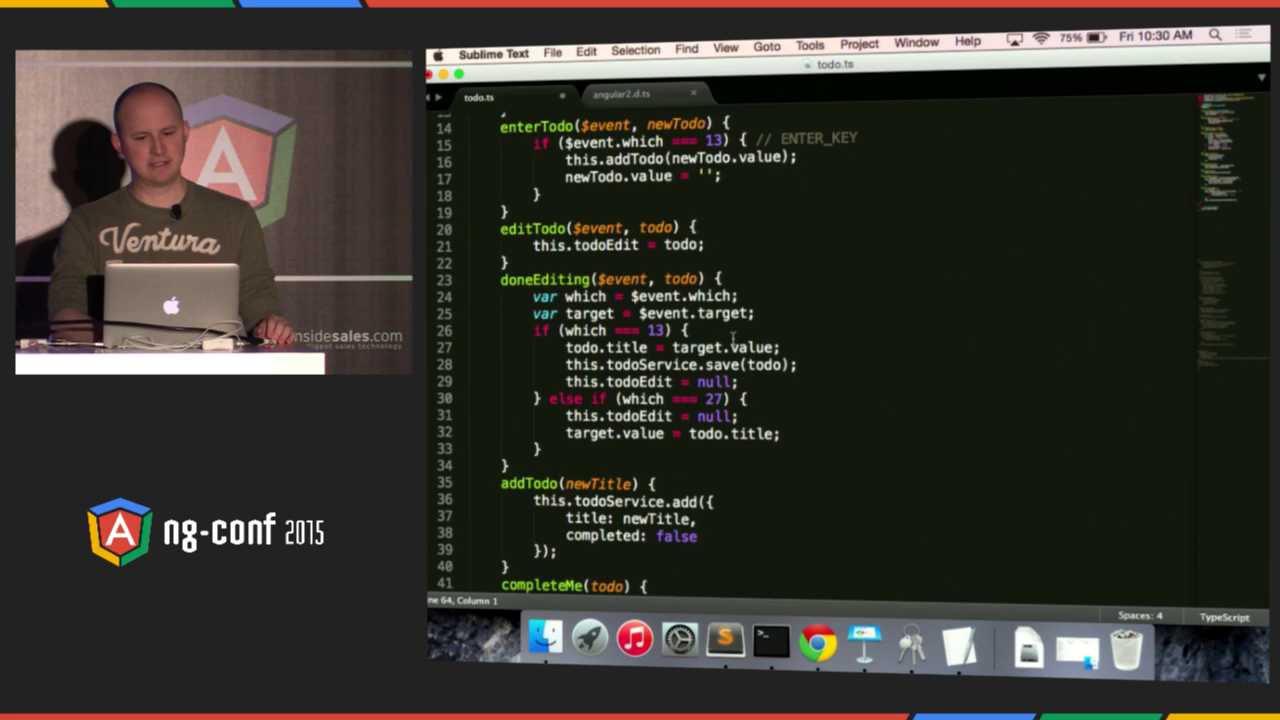 Ventura
insidesales.com
intelligent sales technology
A
ng-conf 2015
Sublime Text File Edit Selection Find View Goto Tools Project Window Help 75% Fri 10:30 AM
todo.ts
todo.ts angular2.d.ts
14 enterTodo($event, newTodo) {
15 if ($event.which === 13) { // ENTER_KEY
16 this.addTodo(newTodo.value);
17 newTodo.value = '';
18 }
19 }
20 editTodo($event, todo) {
21 this.todoEdit = todo;
22 }
23 doneEditing($event, todo) {
24 var which = $event.which;
25 var target = $event.target;
26 if (which === 13) {
27 todo.title = target.value;
28 this.todoService.save(todo);
29 this.todoEdit = null;
30 } else if (which === 27) {
31 this.todoEdit = null;
32 target.value = todo.title;
33 }
34 }
35 addTodo(newTitle) {
36 this.todoService.add({
37 title: newTitle,
38 completed: false
39 });
40 }
41 completeMe(todo) {
ne 64, Column 1 Spaces: 4 TypeScript